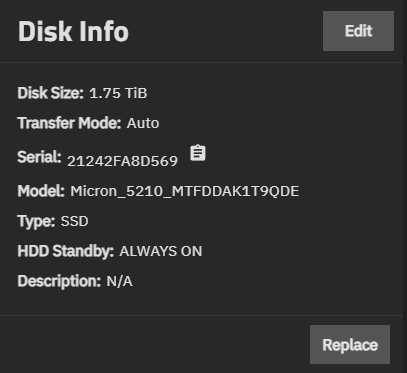 Disk Info
Edit
Disk Size: 1.75 TiB
Transfer Mode: Auto
Serial: 21242FA8D569
Model: Micron_5210_MTFDDAK1T9QDE
Type: SSD
HDD Standby: ALWAYS ON
Description: N/A
Replace